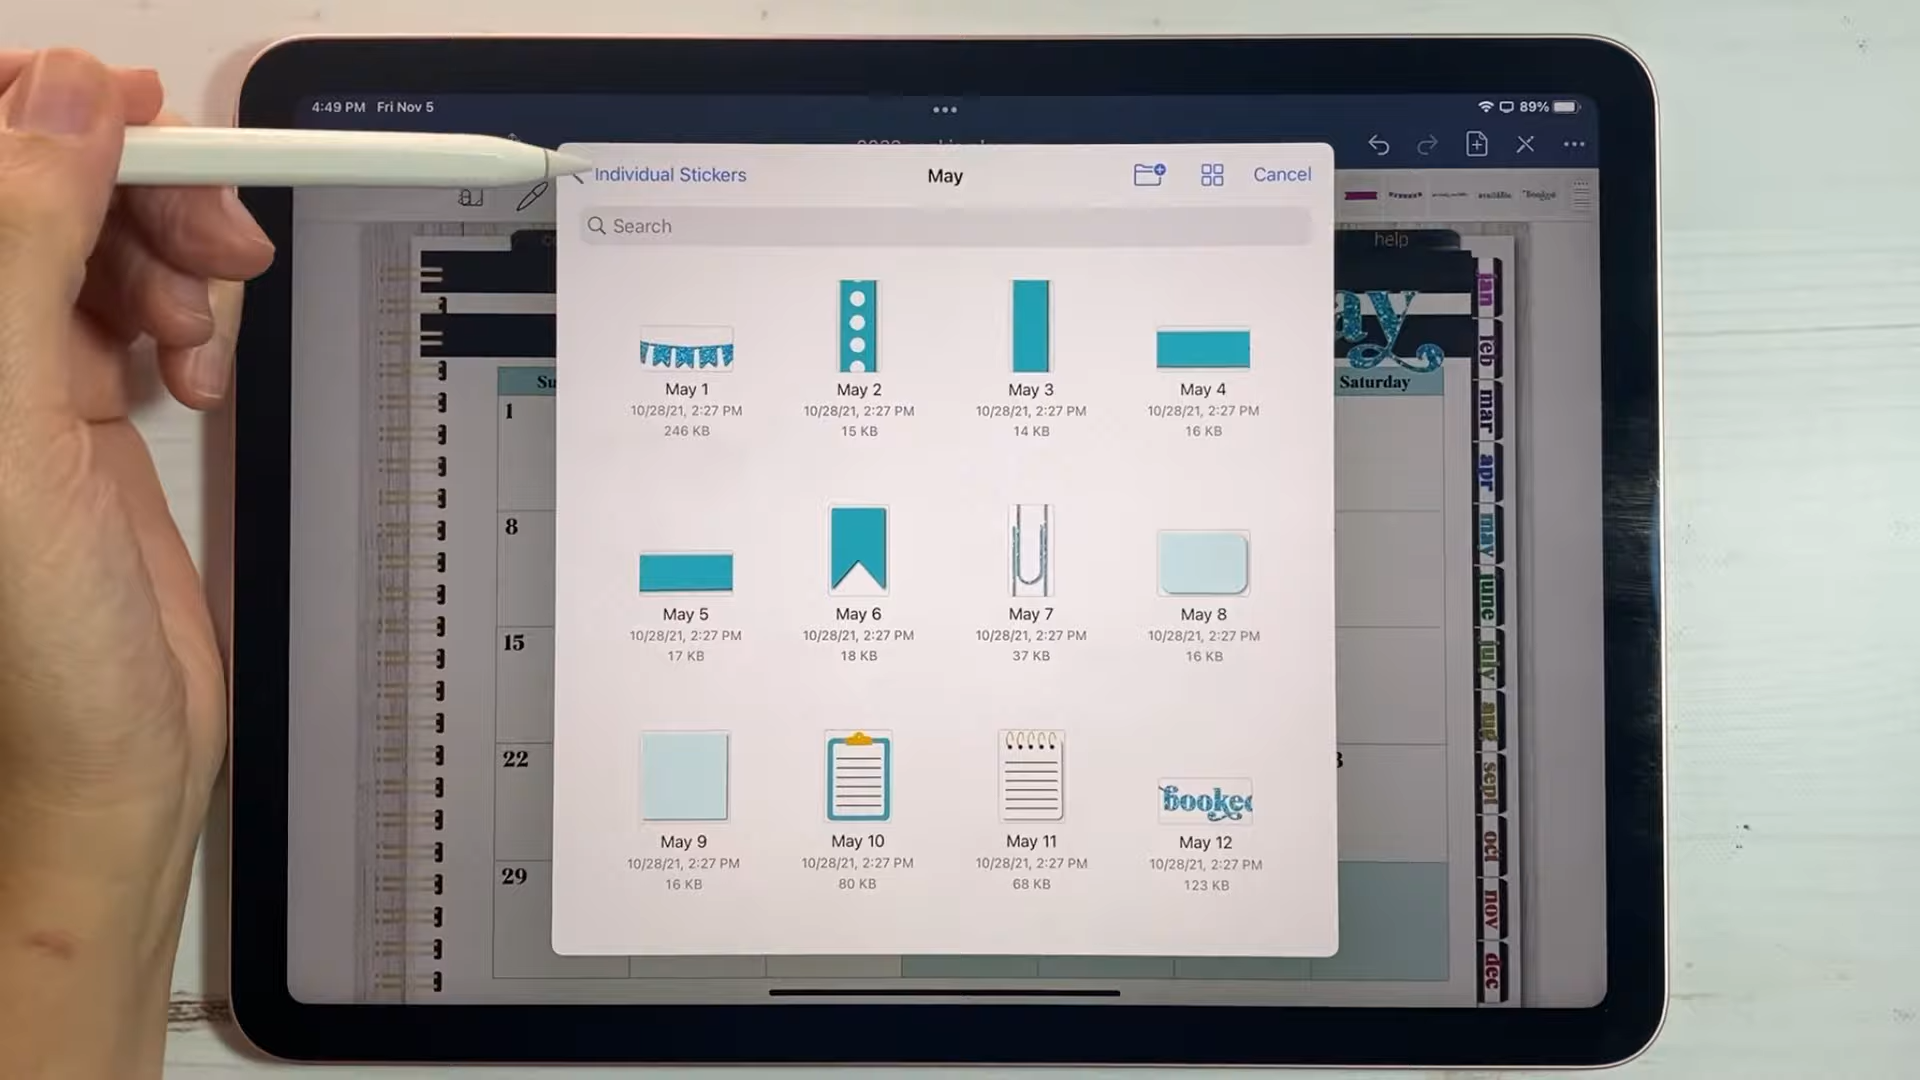 4:49 PM Fri Nov 5
89%
Individual Stickers
May
Cancel
Search
available
Booked
help
ay
May 1
May 2
May 3
May 4
10/28/21, 2:27 PM
10/28/21, 2:27 PM
10/28/21, 2:27 PM
10/28/21, 2:27 PM
246 KB
15 KB
14 KB
16 KB
May 5
May 6
May 7
May 8
10/28/21, 2:27 PM
10/28/21, 2:27 PM
10/28/21, 2:27 PM
10/28/21, 2:27 PM
17 KB
18 KB
37 KB
16 KB
booked
May 9
May 10
May 11
May 12
10/28/21, 2:27 PM
10/28/21, 2:27 PM
10/28/21, 2:27 PM
10/28/21, 2:27 PM
16 KB
80 KB
68 KB
123 KB
Su
Saturday
1
8
15
22
29
3
jan
feb
mar
apr
may
june
july
aug
sept
oct
nov
dec